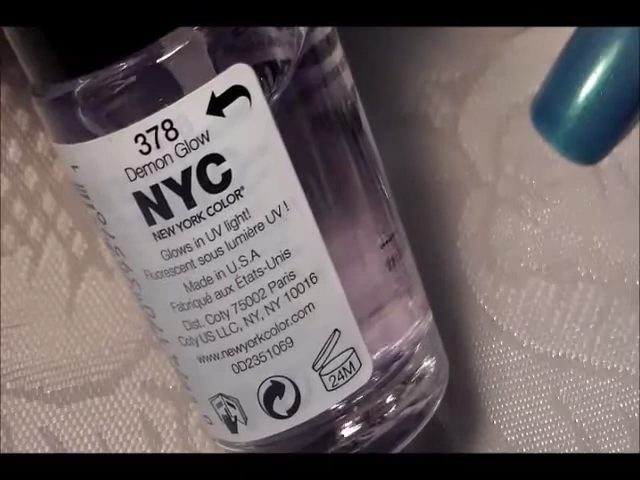 378
Demon Glow
NYC
NEW YORK COLOR®
Glows in UV light!
Fluorescent sous lumière UV !
Made in U.S.A
Fabriqué aux États-Unis
Dist. Coty 75002 Paris
Coty US LLC, NY, NY 10016
www.newyorkcolor.com
0D2351069
24M